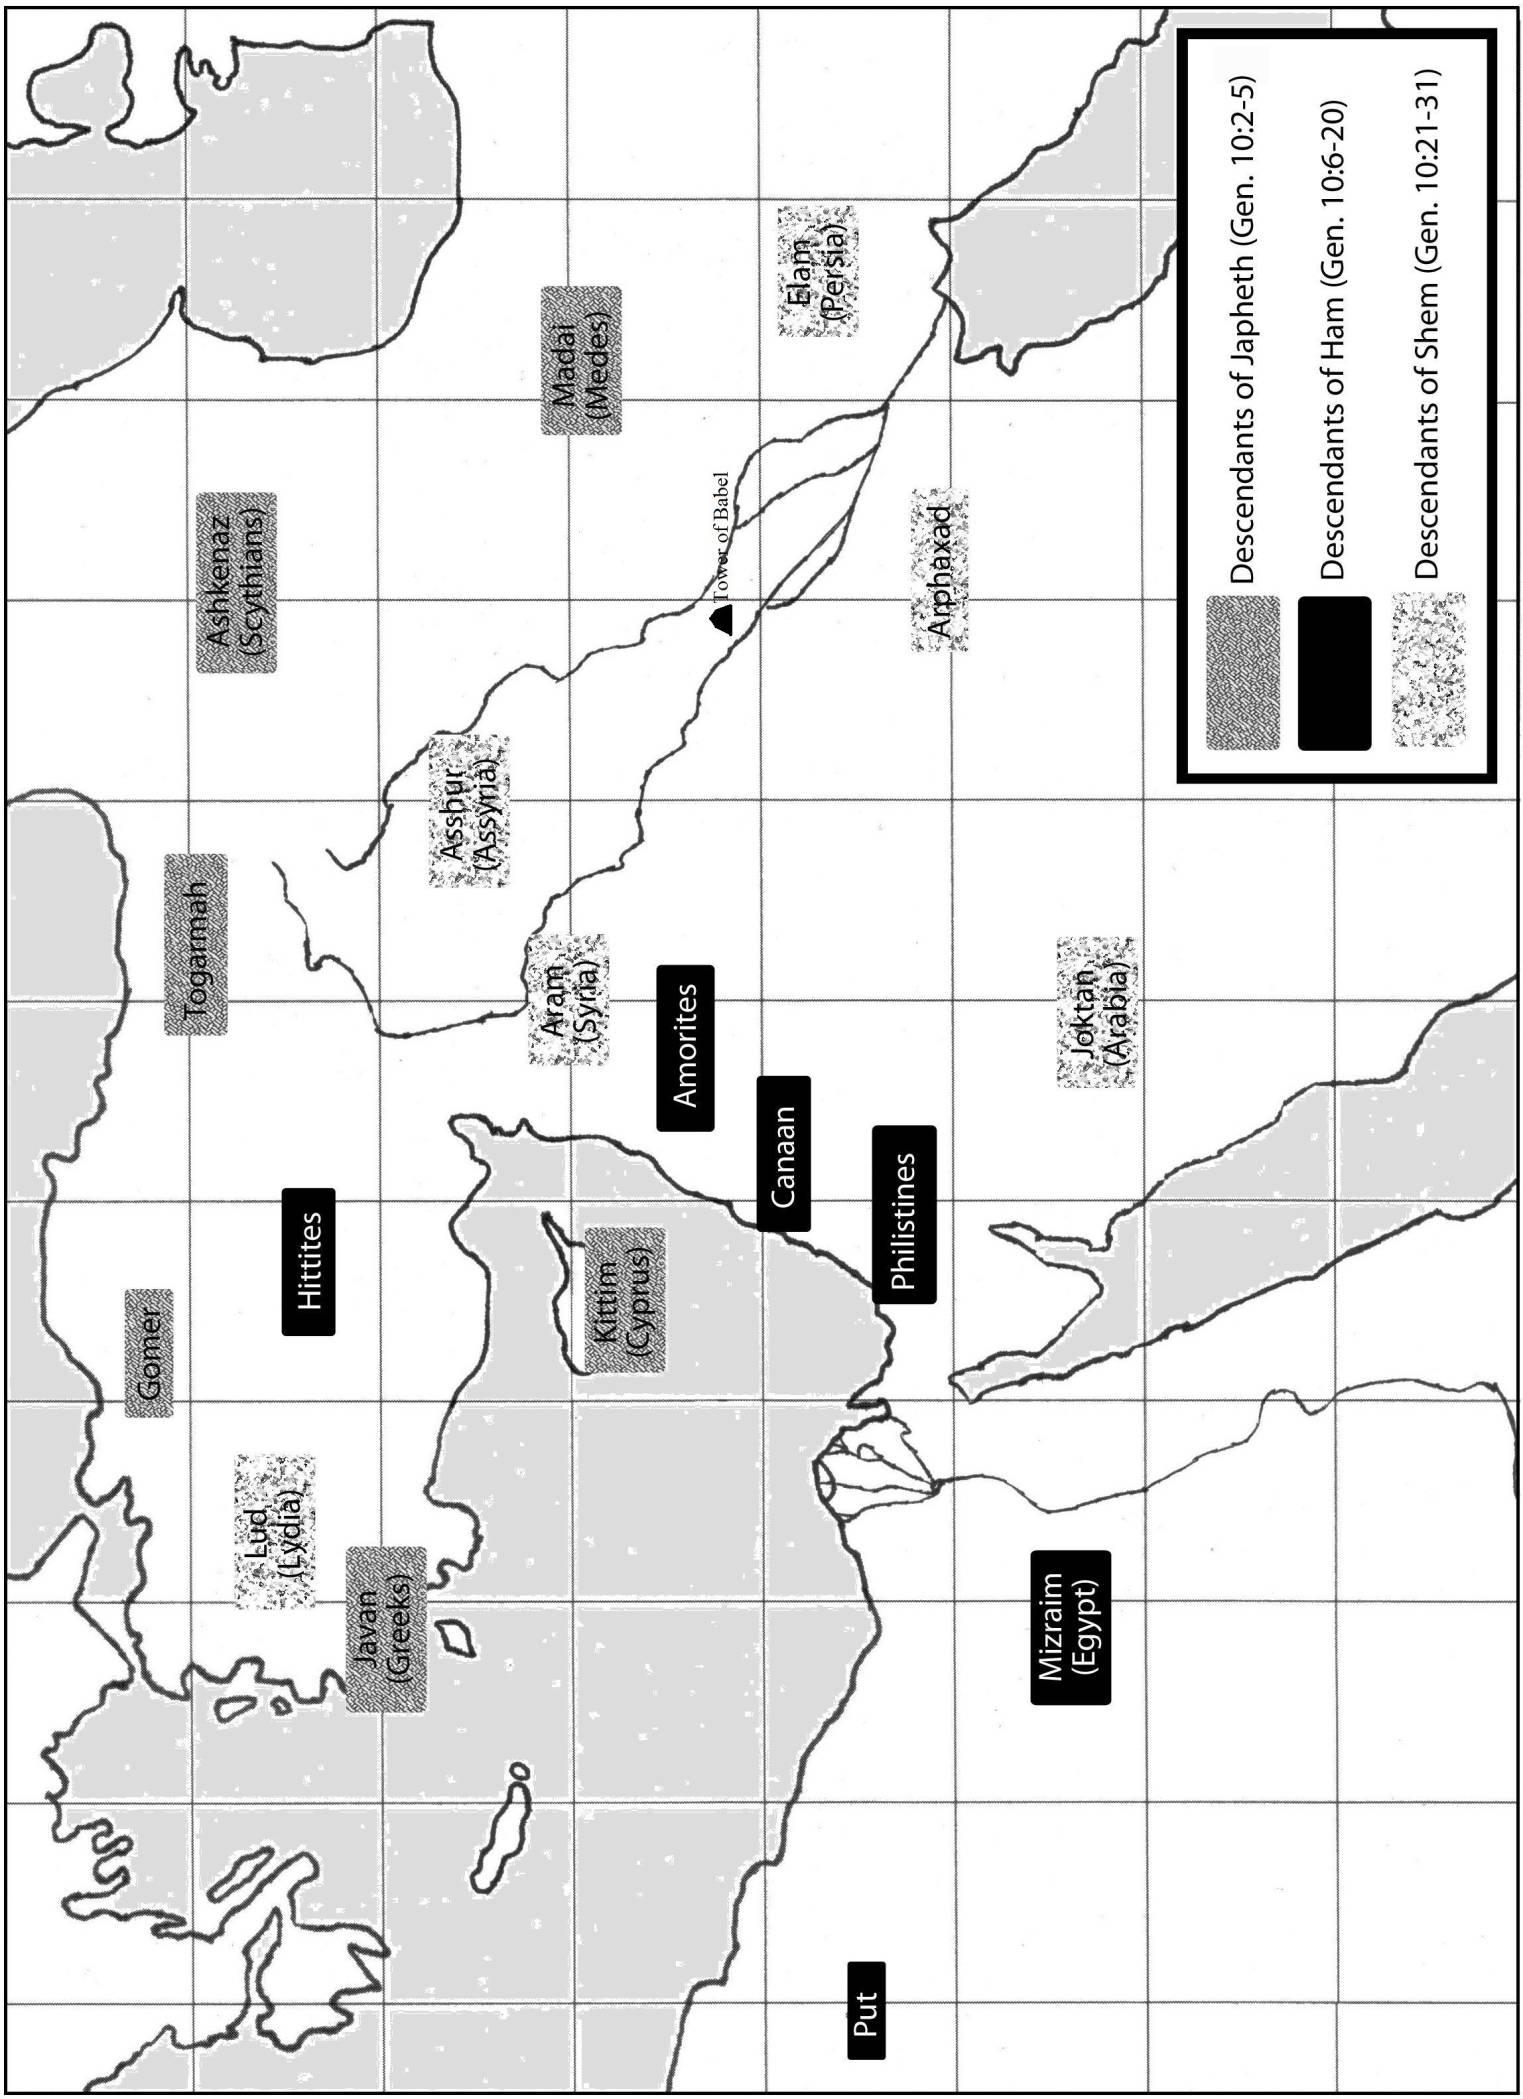 Gomer
Togarmah
Ashkenaz
(Scythians)
Lud
(Lydia)
Hittites
Javan
(Greeks)
Asshur
(Assyria)
Madai
(Medes)
Kittim
(Cyprus)
Aram
(Syria)
Amorites
Tower of Babel
Canaan
Elam
(Persia)
Put
Philistines
Arphaxad
Mizraim
(Egypt)
Joktan
(Arabia)
Descendants of Japheth (Gen. 10:2-5)
Descendants of Ham (Gen. 10:6-20)
Descendants of Shem (Gen. 10:21-31)